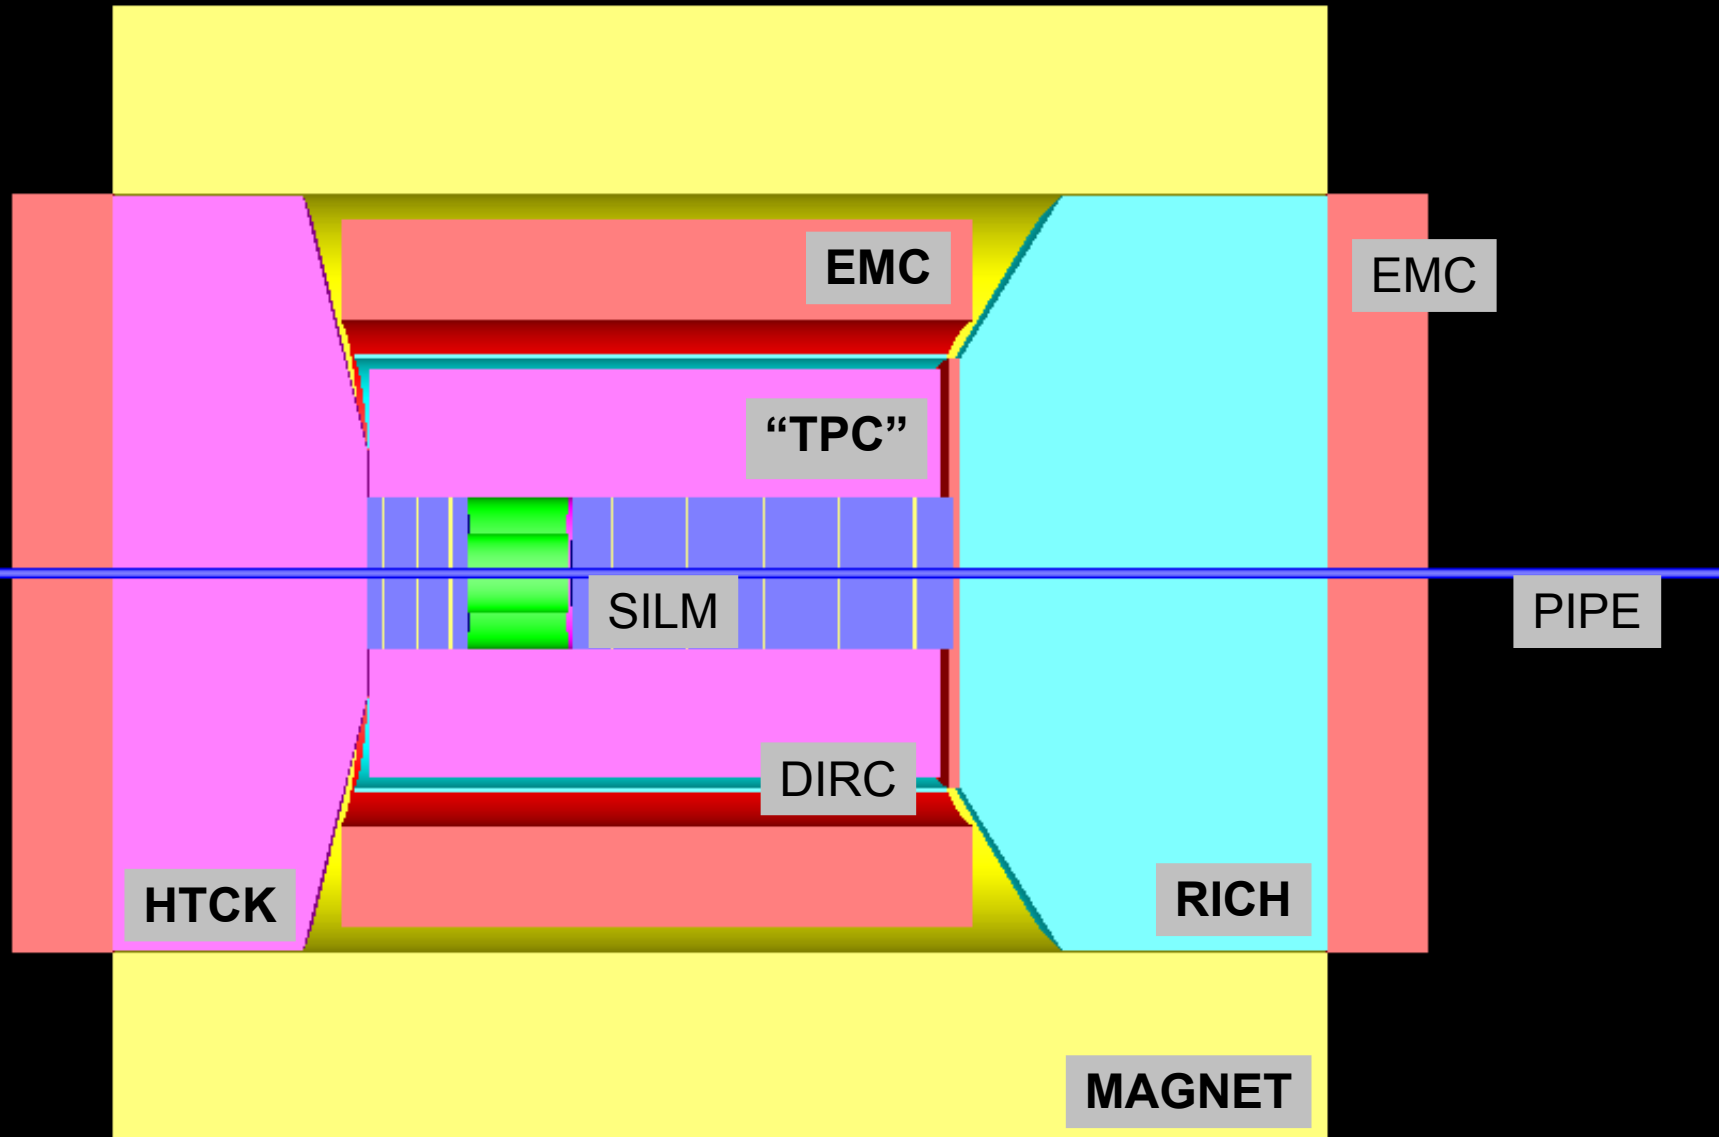 EMC
EMC
“TPC”
SILM
PIPE
DIRC
HTCK
RICH
MAGNET